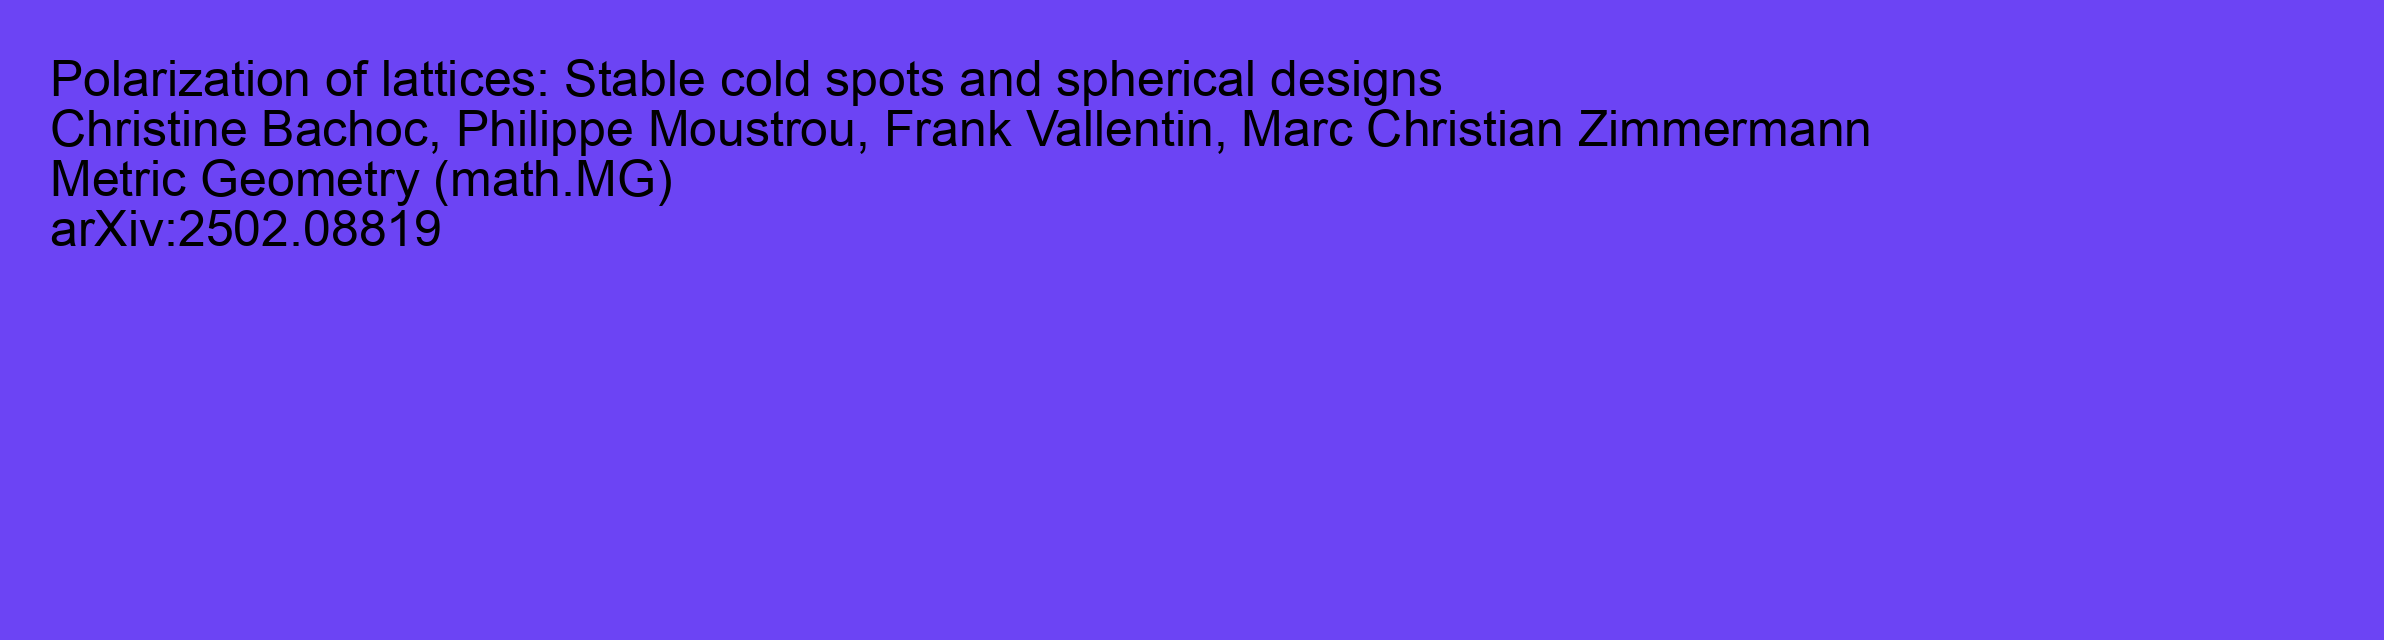 Polarization of lattices: Stable cold spots and spherical designs
Christine Bachoc, Philippe Moustrou, Frank Vallentin, Marc Christian Zimmermann
Metric Geometry (math.MG)
arXiv:2502.08819